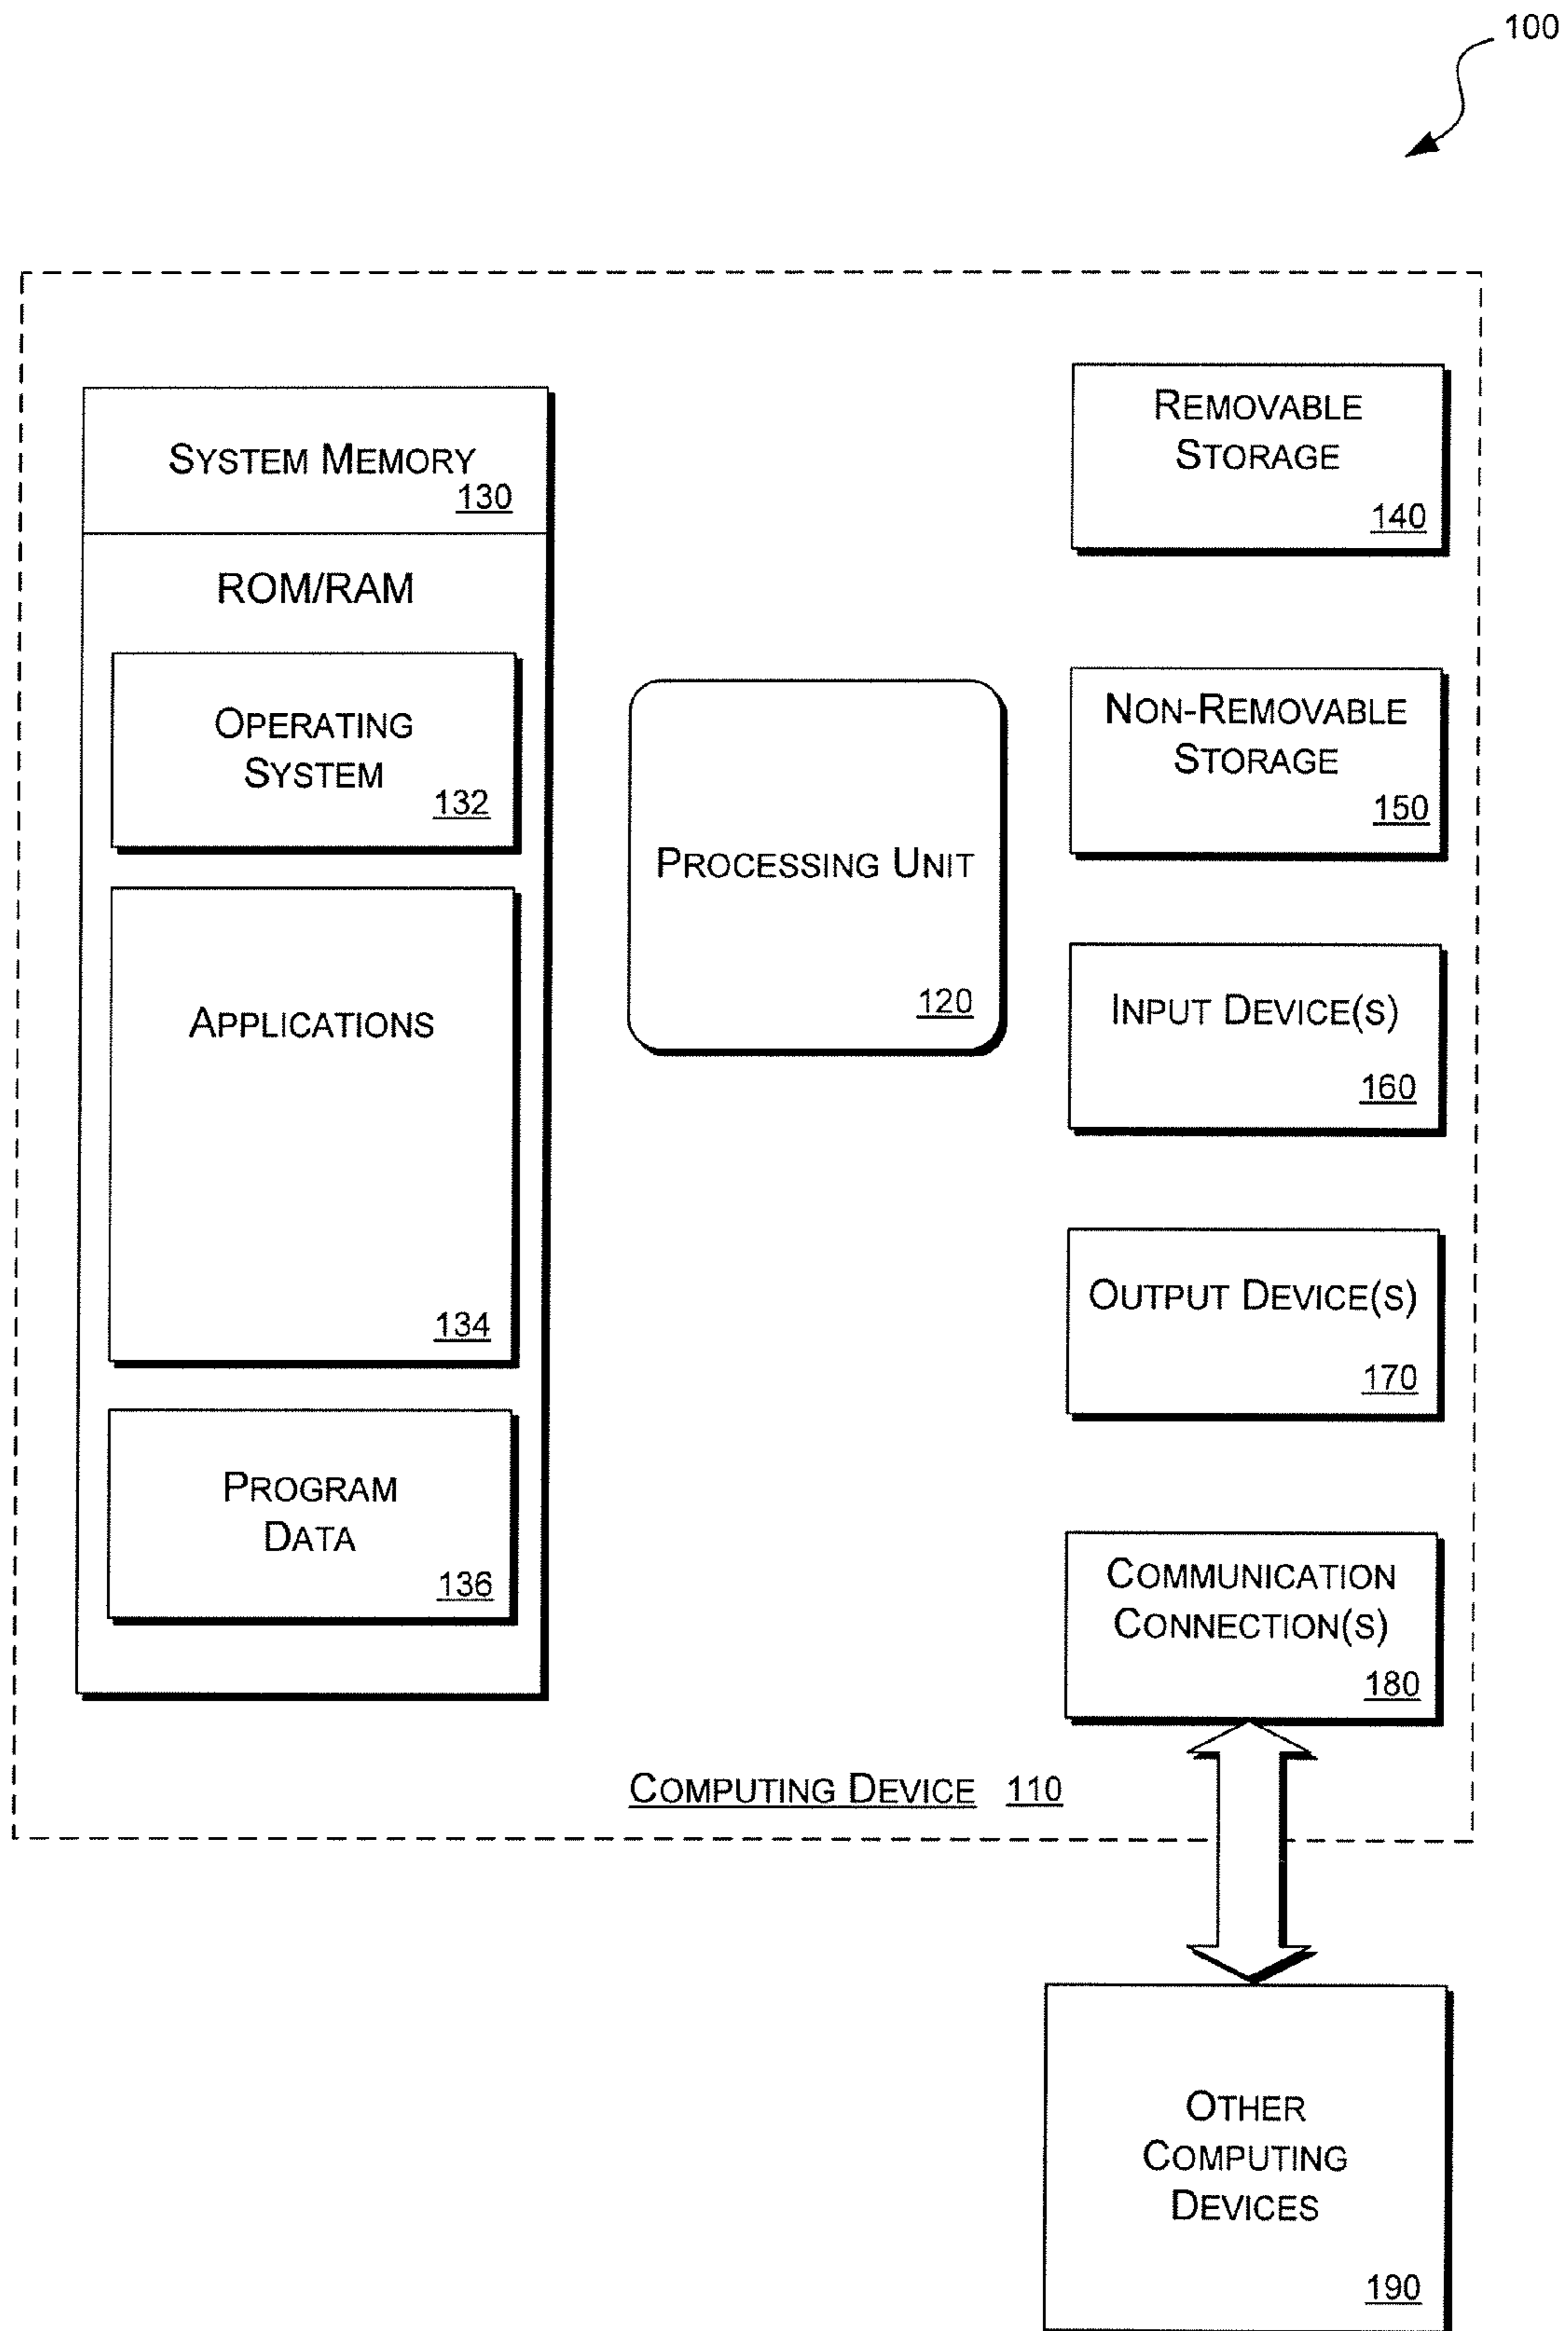 100
SYSTEM MEMORY
130
ROM/RAM
OPERATING
SYSTEM
132
APPLICATIONS
134
PROGRAM
DATA
136
PROCESSING UNIT
120
REMOVABLE
STORAGE
140
NON-REMOVABLE
STORAGE
150
INPUT DEVICE(S)
160
OUTPUT DEVICE(S)
170
COMMUNICATION
CONNECTION(S)
180
COMPUTING DEVICE 110
OTHER
COMPUTING
DEVICES
190